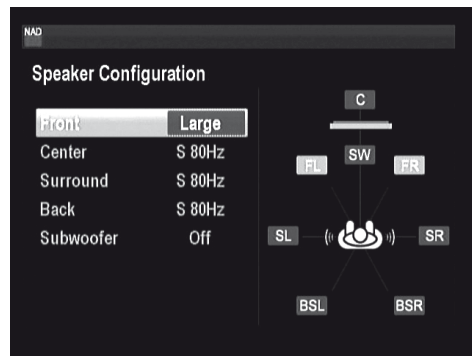 NAD
Speaker Configuration
Front Large
Center S 80Hz
Surround S 80Hz
Back S 80Hz
Subwoofer Off
C
FL SW FR
SL SR
BSL BSR